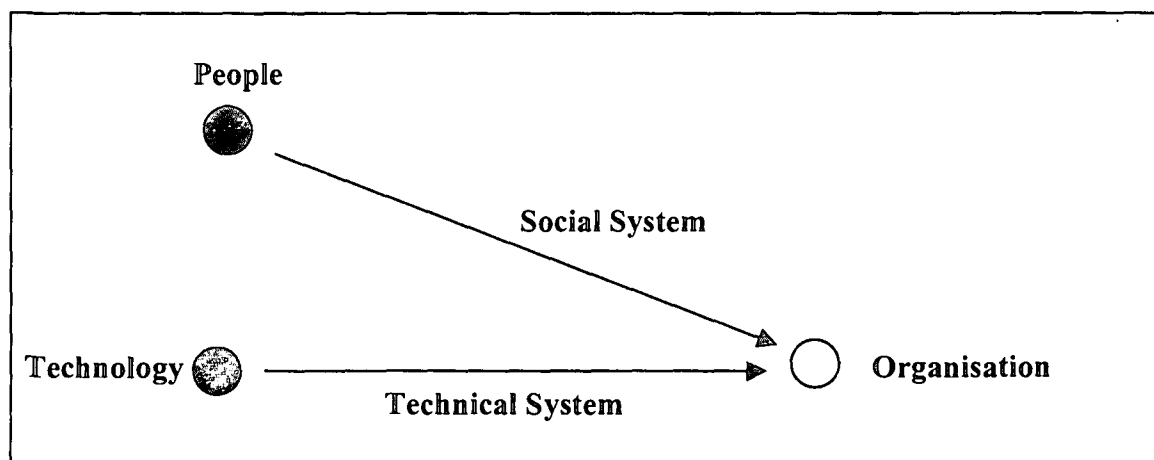 People
Social System
Technology
Organisation
Technical System